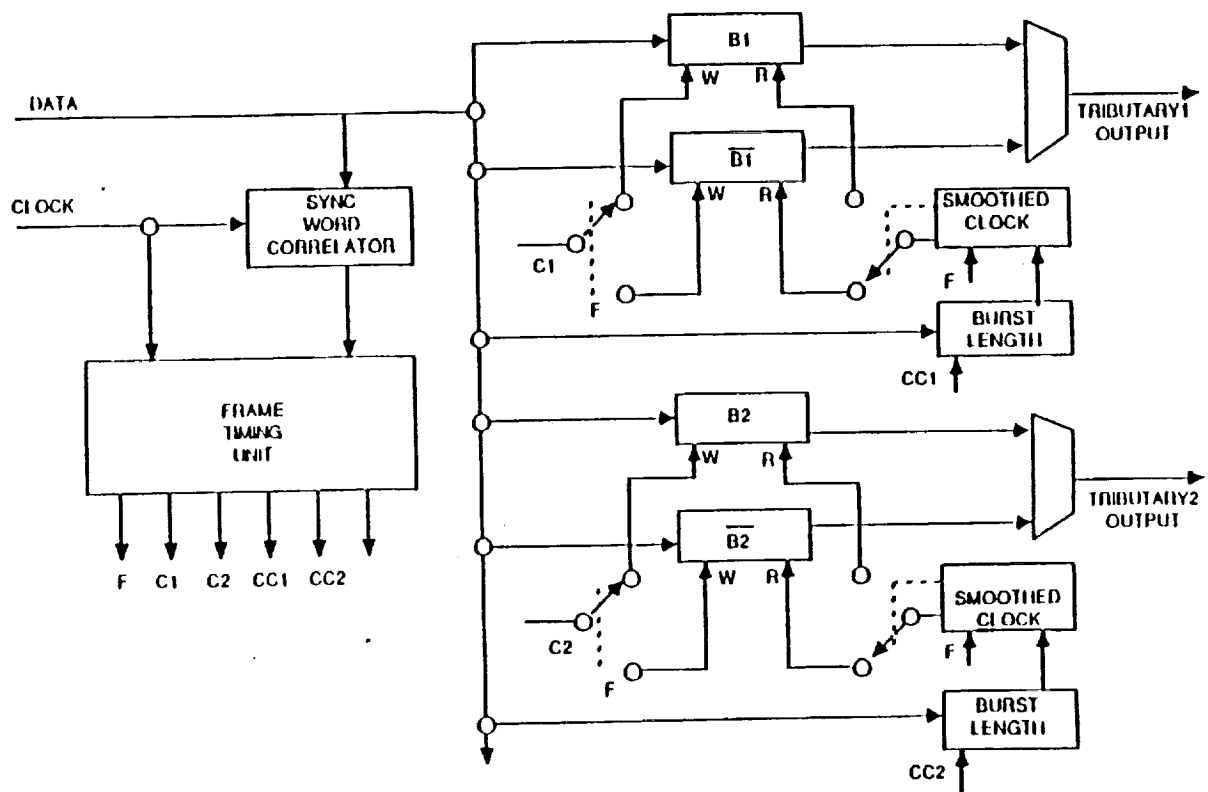 DATA
CLOCK
SYNC
WORD
CORRELATOR
FRAME
TIMING
UNIT
F C1 C2 CC1 CC2
B1
W R
B1
W R
C1
F
SMOOTHED
CLOCK
F
BURST
LENGTH
CC1
TRIBUTARY1
OUTPUT
B2
W R
B2
W R
C2
F
SMOOTHED
CLOCK
F
BURST
LENGTH
CC2
TRIBUTARY2
OUTPUT